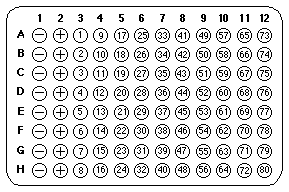 1 2 3 4 5 6 7 8 9 10 11 12
A − + 1 9 17 25 33 41 49 57 65 73
B − + 2 10 18 26 34 42 50 58 66 74
C − + 3 11 19 27 35 43 51 59 67 75
D − + 4 12 20 28 36 44 52 60 68 76
E − + 5 13 21 29 37 45 53 61 69 77
F − + 6 14 22 30 38 46 54 62 70 78
G − + 7 15 23 31 39 47 55 63 71 79
H − + 8 16 24 32 40 48 56 64 72 80